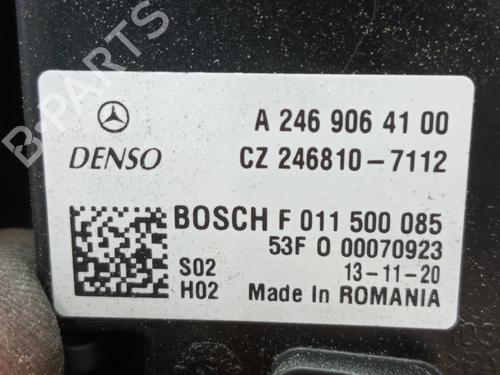 B-PARTS
A 246 906 41 00
DENSO
CZ 246810-7112
BOSCH F 011 500 085
53F 0 00070923
S02
13-11-20
H02
Made In ROMANIA